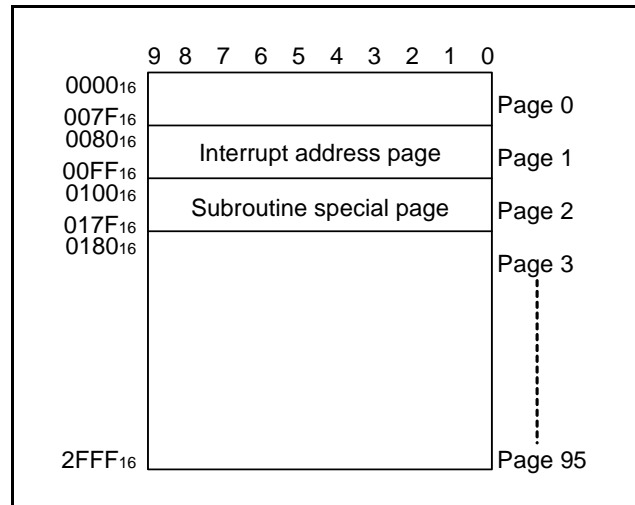 9 8 7 6 5 4 3 2 1 0
0000₁₆
Page 0
007F₁₆
0080₁₆
Interrupt address page
Page 1
00FF₁₆
0100₁₆
Subroutine special page
Page 2
017F₁₆
0180₁₆
Page 3
2FFF₁₆
Page 95